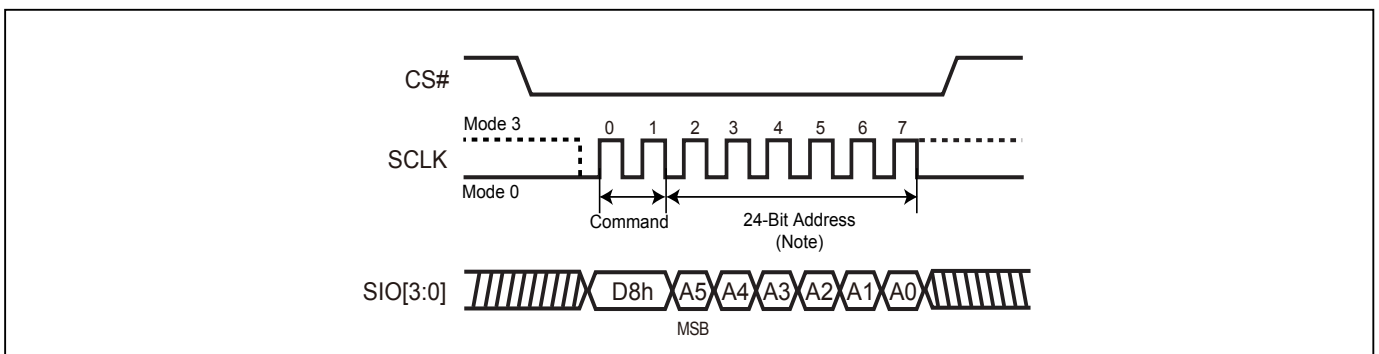 CS#
Mode 3
0 1 2 3 4 5 6 7
SCLK
Mode 0
Command
24-Bit Address
(Note)
SIO[3:0]
D8h A5 A4 A3 A2 A1 A0
MSB